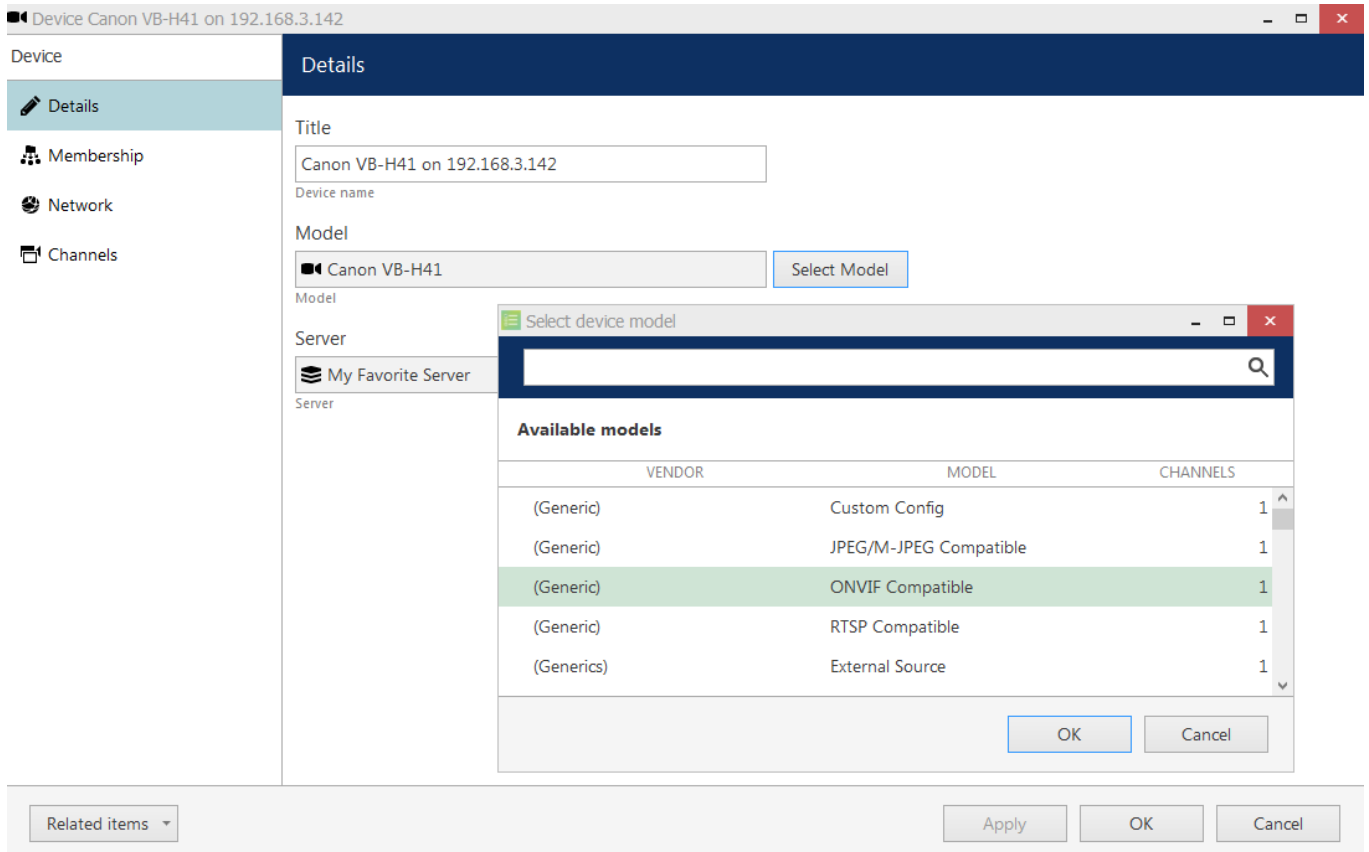 Device Canon VB-H41 on 192.168.3.142
Device
Details
Membership
Network
Channels
Details
Title
Canon VB-H41 on 192.168.3.142
Device name
Model
Canon VB-H41
Select Model
Model
Server
My Favorite Server
Server
Select device model
Available models
VENDOR MODEL CHANNELS
(Generic) Custom Config 1
(Generic) JPEG/M-JPEG Compatible 1
(Generic) ONVIF Compatible 1
(Generic) RTSP Compatible 1
(Generics) External Source 1
OK Cancel
Related items Apply OK Cancel